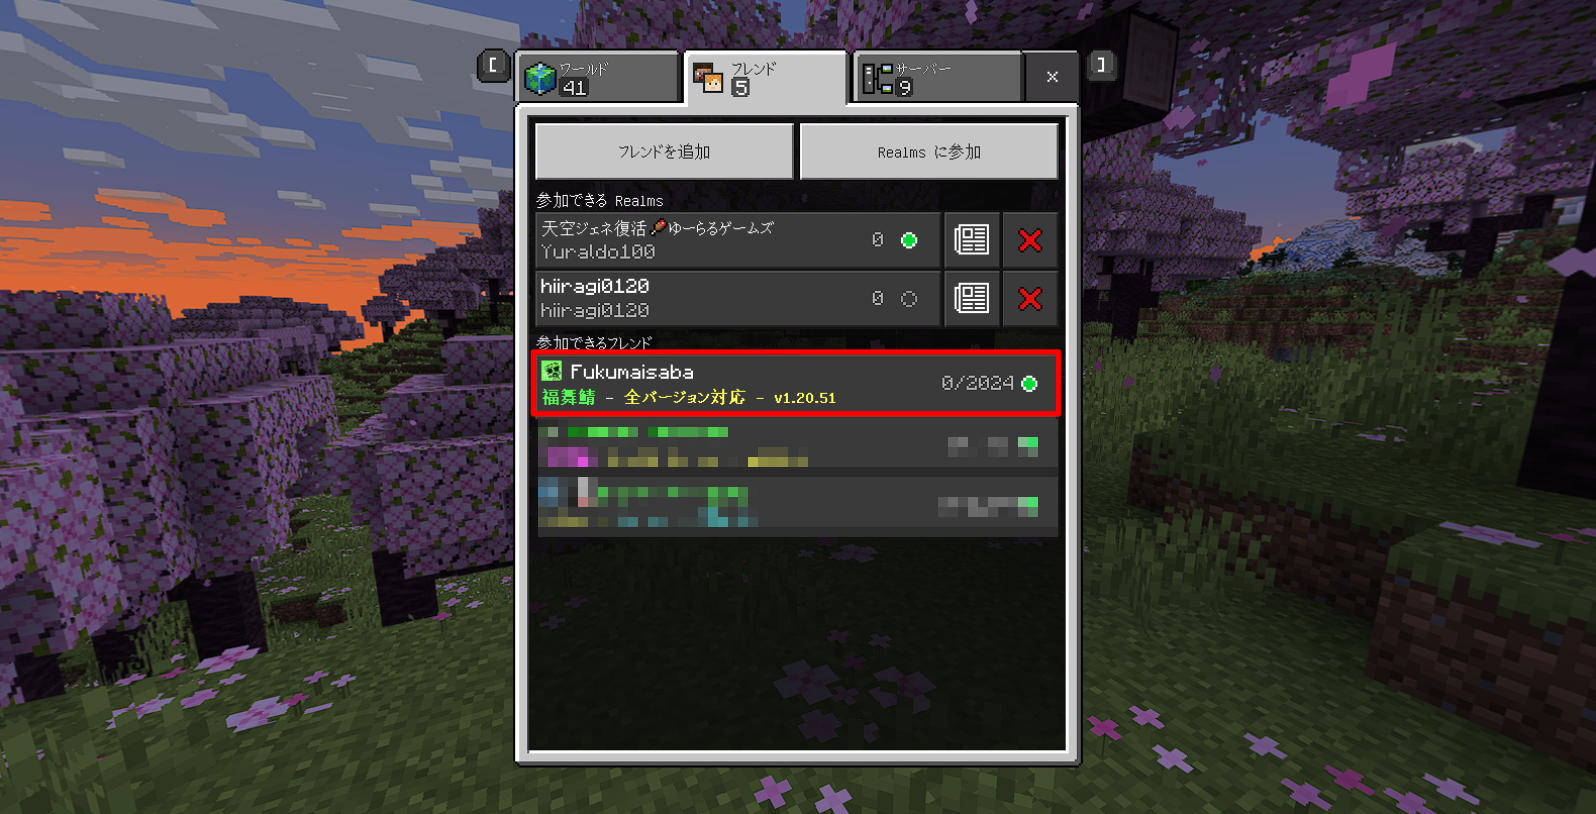 [
ワールド
41
フレンド
5
サーバー
9
×
]
フレンドを追加
Realms に参加
参加できる Realms
天空ジェネ復活 ゆーらるゲームズ
Yuraldo100
0
hiiragi0120
hiiragi0120
0
参加できるフレンド
Fukumaisaba
福舞鯖 - 全バージョン対応 - v1.20.51
0/2024